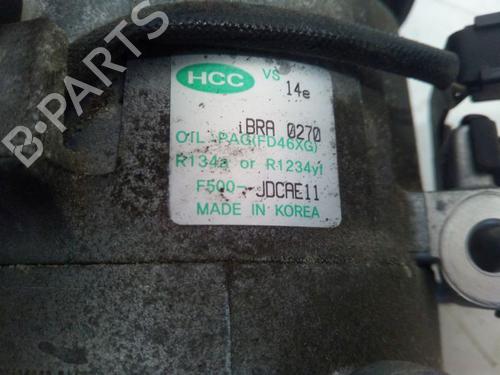 HCC VS 14e
iBRA 0270
OIL PAG(FD46XG)
R134a or R1234yf
F500-JDCAE11
MADE IN KOREA
B-PARTS